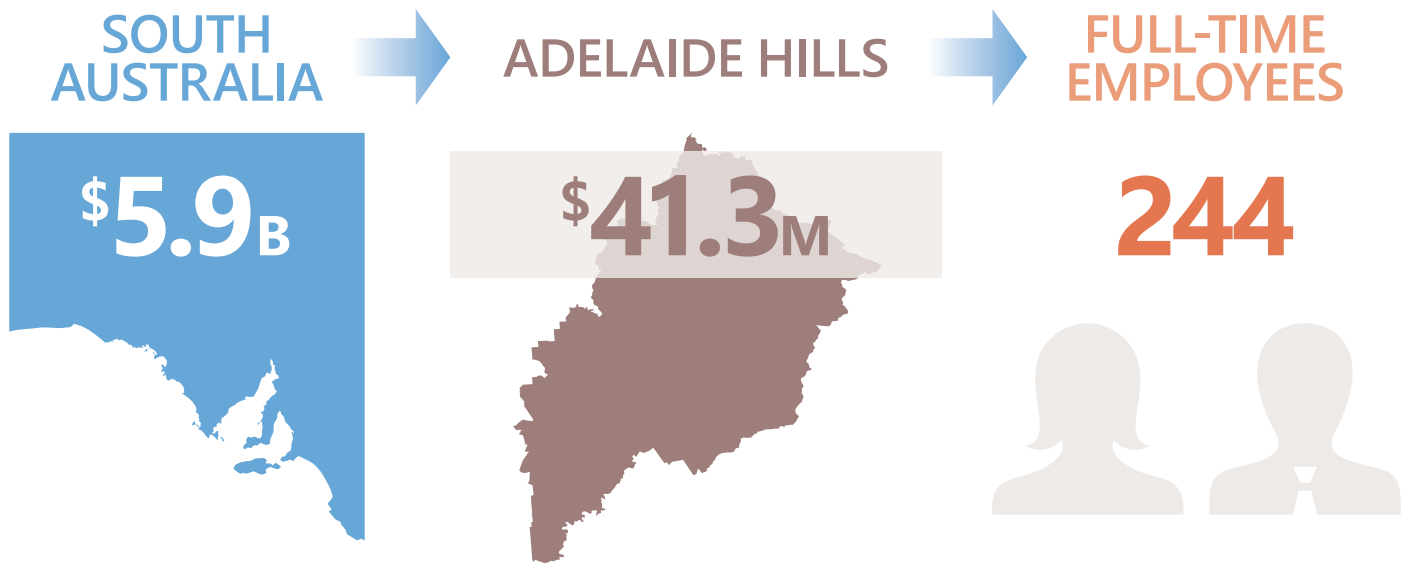 SOUTH
AUSTRALIA
ADELAIDE HILLS
FULL-TIME
EMPLOYEES
$5.9B
$41.3M
244